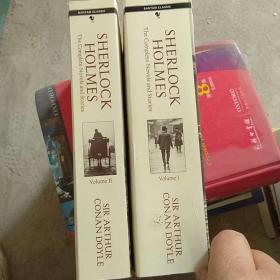 BANTAM CLASSIC
SHERLOCK
HOLMES
The Complete Novels and Stories
Volume II
SIR ARTHUR
CONAN DOYLE
BANTAM CLASSIC
SHERLOCK
HOLMES
The Complete Novels and Stories
Volume I
SIR ARTHUR
CONAN DOYLE
OXFORD